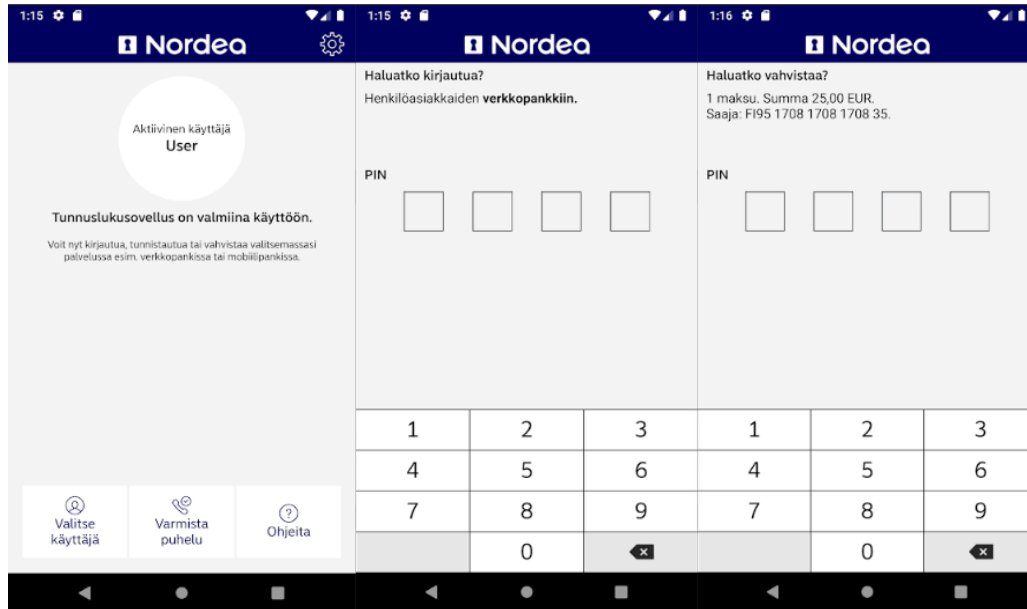 1:15
Nordea
Aktiivinen käyttäjä
User
Tunnuslukusovellus on valmiina käyttöön.
Voit nyt kirjautua, tunnistautua tai vahvistaa valitsemassasi
palvelussa esim. verkkopankissa tai mobiilipankissa.
Valitse
käyttäjä
Varmista
puhelu
Ohjeita
1:15
Nordea
Haluatko kirjautua?
Henkilöasiakkaiden verkkopankkiin.
PIN
1 2 3
4 5 6
7 8 9
0
1:16
Nordea
Haluatko vahvistaa?
1 maksu. Summa 25,00 EUR.
Saaja: FI95 1708 1708 1708 35.
PIN
1 2 3
4 5 6
7 8 9
0